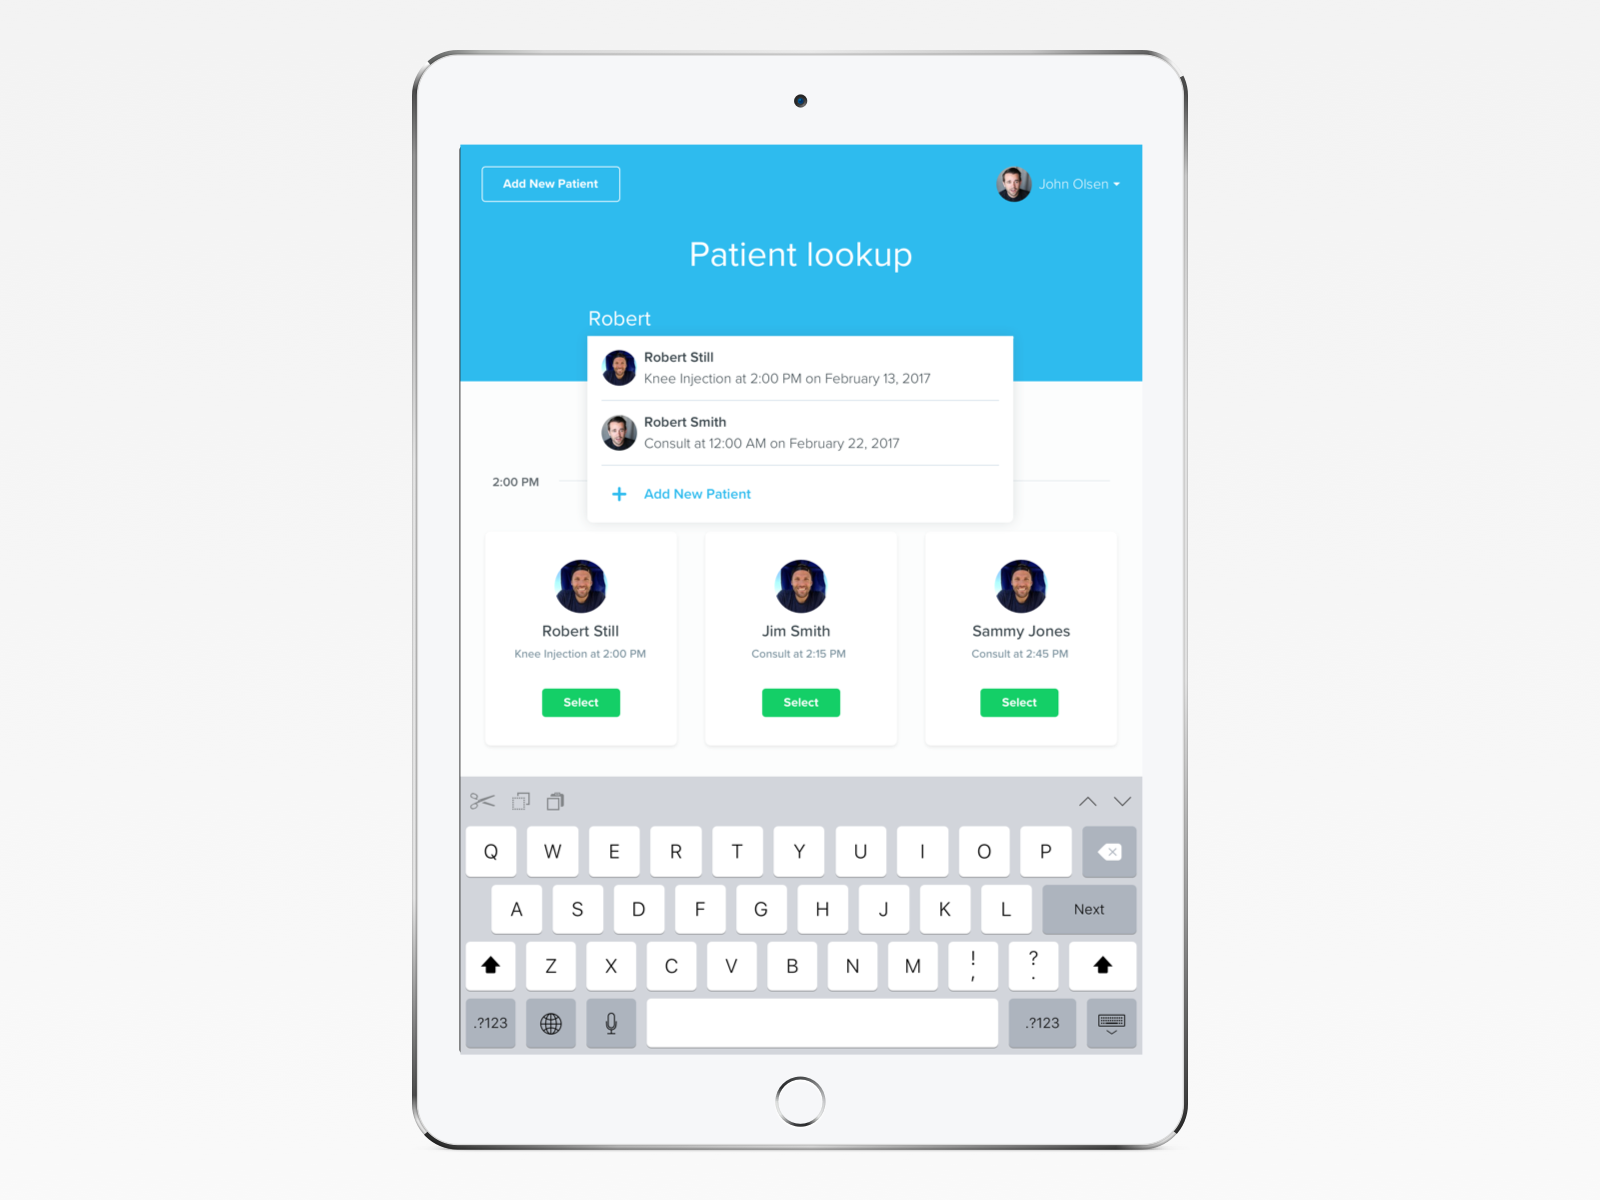 Add New Patient
John Olsen
Patient lookup
Robert
Robert Still
Knee Injection at 2:00 PM on February 13, 2017
Robert Smith
Consult at 12:00 AM on February 22, 2017
2:00 PM
+ Add New Patient
Robert Still
Knee Injection at 2:00 PM
Select
Jim Smith
Consult at 2:15 PM
Select
Sammy Jones
Consult at 2:45 PM
Select
Q W E R T Y U I O P
A S D F G H J K L Next
Z X C V B N M ! , ? .
.?123 .?123